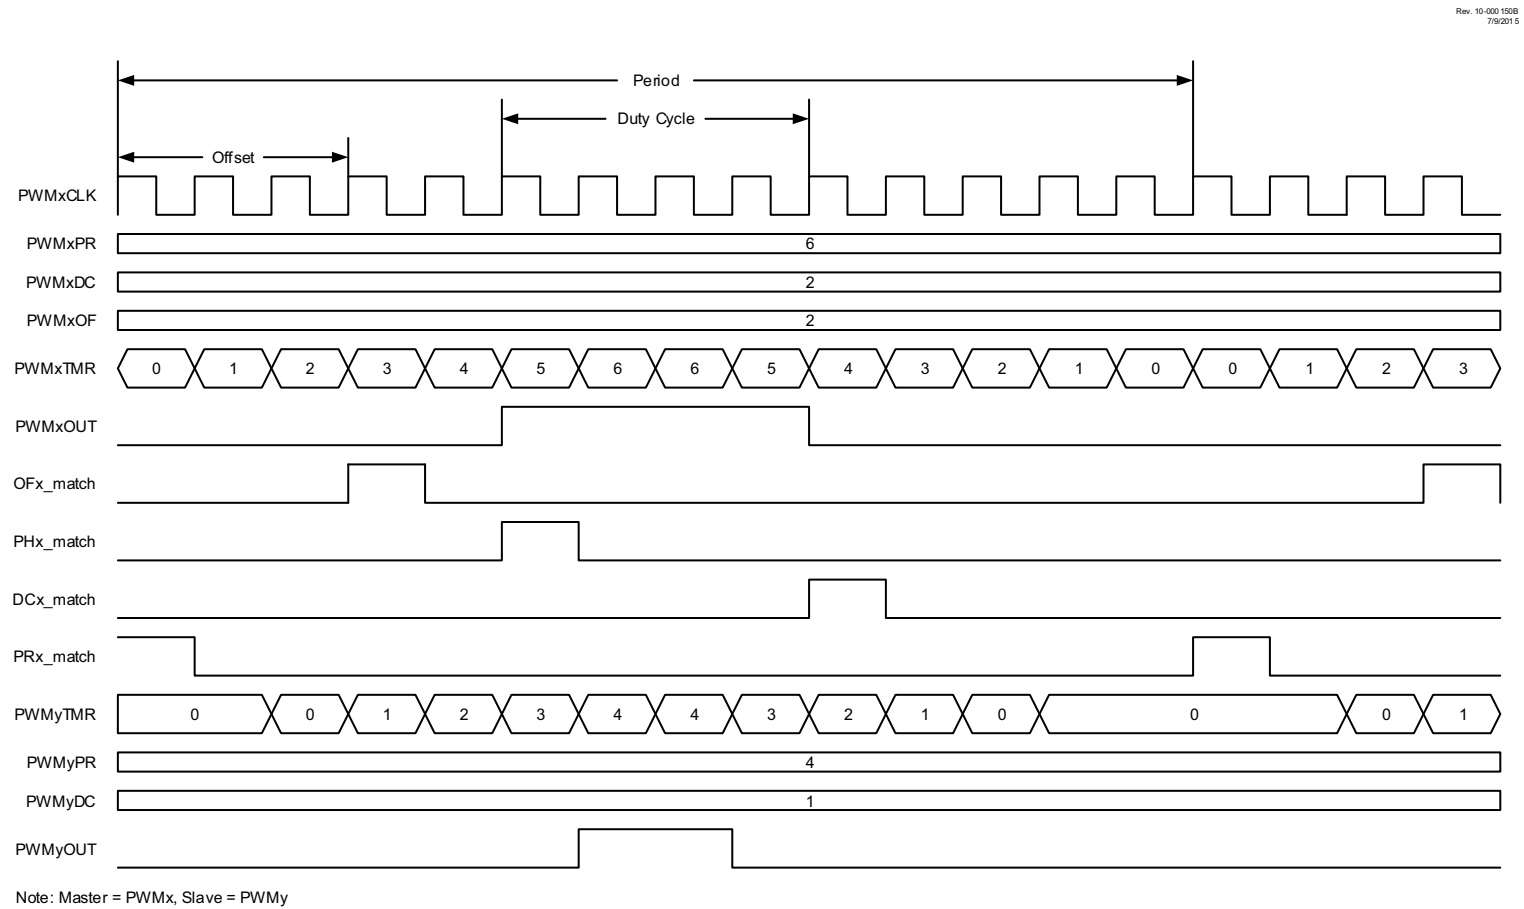 Rev. 10-000 150B
7/9/201 5
Period
Duty Cycle
Offset
PWMxCLK
PWMxPR 6
PWMxDC 2
PWMxOF 2
PWMxTMR 0 1 2 3 4 5 6 6 5 4 3 2 1 0 0 1 2 3
PWMxOUT
OFx_match
PHx_match
DCx_match
PRx_match
PWMyTMR 0 0 1 2 3 4 4 3 2 1 0 0 0 1
PWMyPR 4
PWMyDC 1
PWMyOUT
Note: Master = PWMx, Slave = PWMy